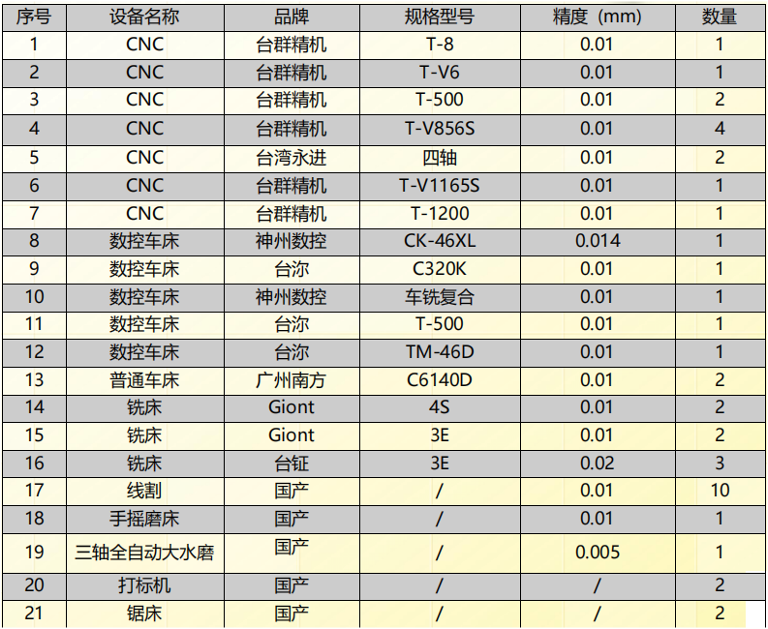 序号 设备名称 品牌 规格型号 精度 (mm) 数量
1 CNC 台群精机 T-8 0.01 1
2 CNC 台群精机 T-V6 0.01 1
3 CNC 台群精机 T-500 0.01 2
4 CNC 台群精机 T-V856S 0.01 4
5 CNC 台湾永进 四轴 0.01 2
6 CNC 台群精机 T-V1165S 0.01 1
7 CNC 台群精机 T-1200 0.01 1
8 数控车床 神州数控 CK-46XL 0.014 1
9 数控车床 台沵 C320K 0.01 1
10 数控车床 神州数控 车铣复合 0.01 1
11 数控车床 台沵 T-500 0.01 1
12 数控车床 台沵 TM-46D 0.01 1
13 普通车床 广州南方 C6140D 0.01 2
14 铣床 Giont 4S 0.01 2
15 铣床 Giont 3E 0.01 2
16 铣床 台钲 3E 0.02 3
17 线割 国产 / 0.01 10
18 手摇磨床 国产 / 0.01 1
19 三轴全自动大水磨 国产 / 0.005 1
20 打标机 国产 / / 2
21 锯床 国产 / / 2